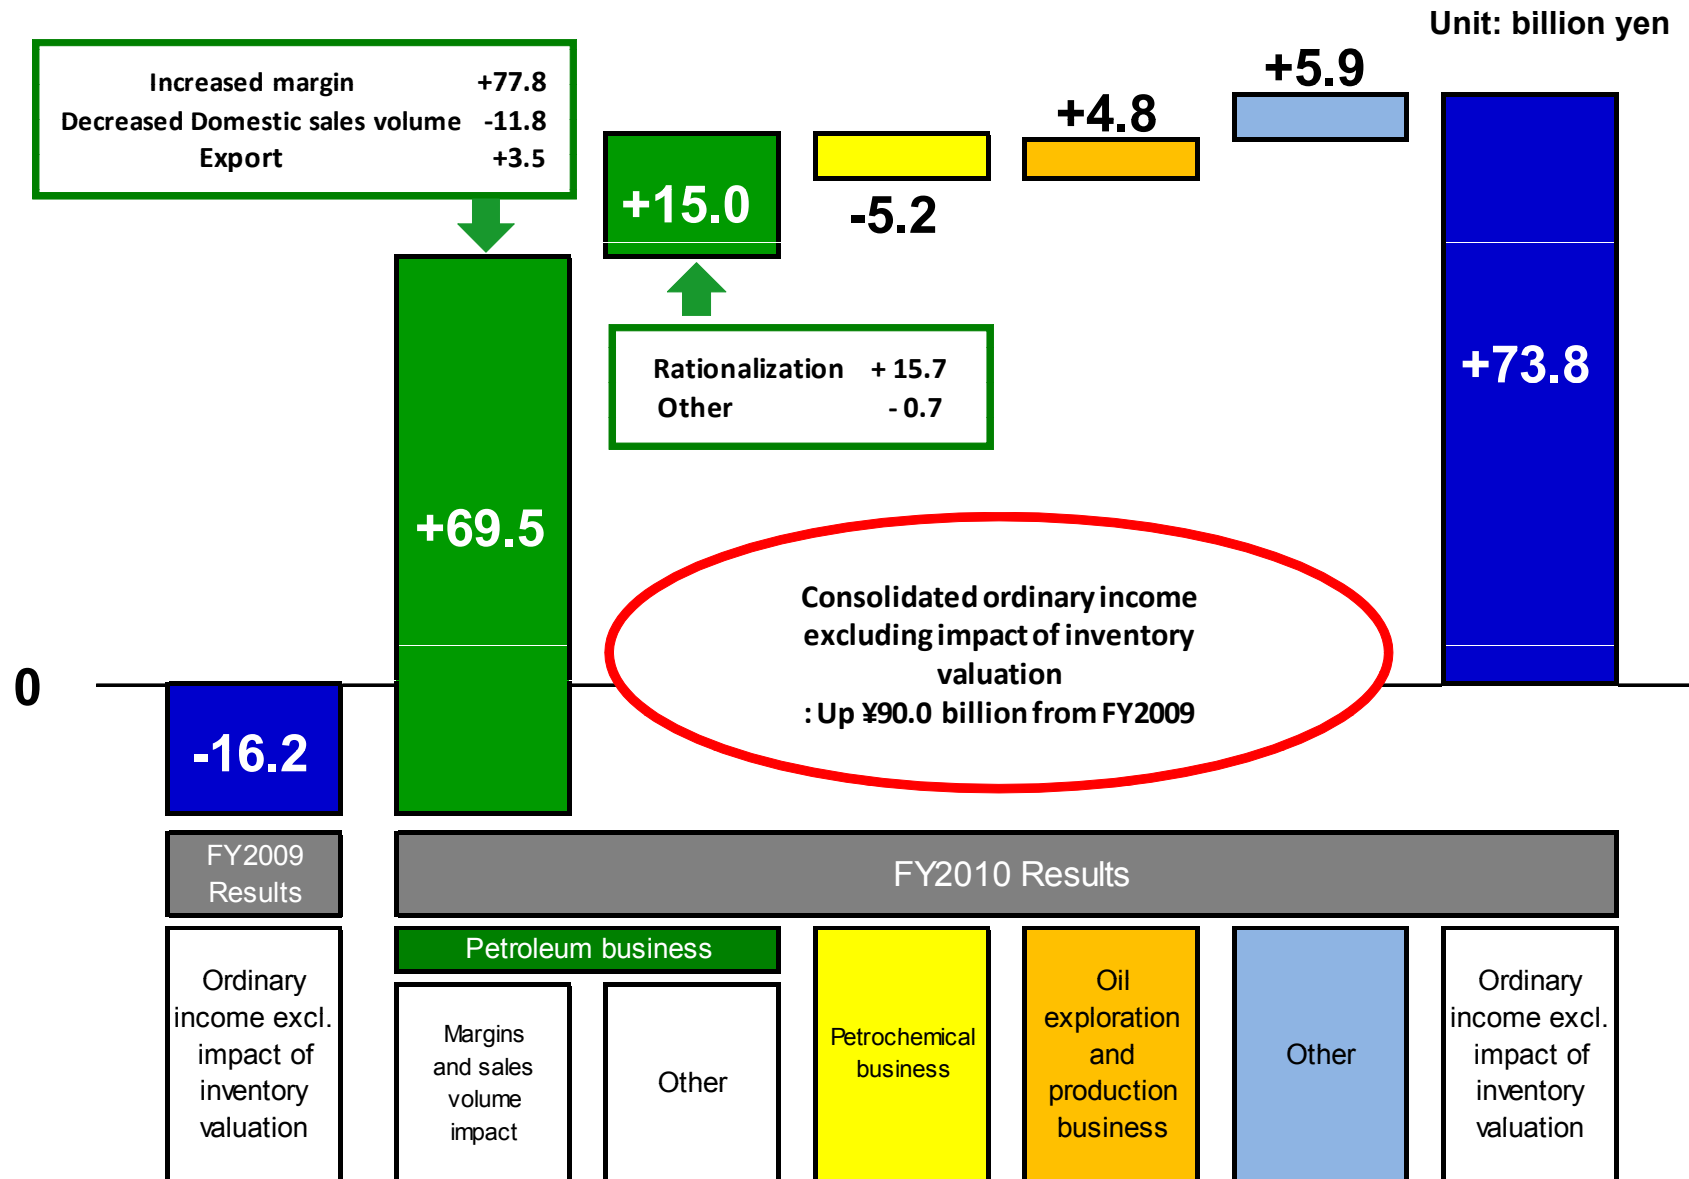 Unit: billion yen
Increased margin +77.8
Decreased Domestic sales volume -11.8
Export +3.5
+15.0
-5.2
+4.8
+5.9
Rationalization + 15.7
Other - 0.7
+73.8
+69.5
Consolidated ordinary income
excluding impact of inventory
valuation
: Up ¥90.0 billion from FY2009
0
-16.2
FY2009
Results
FY2010 Results
Petroleum business
Ordinary
income excl.
impact of
inventory
valuation
Margins
and sales
volume
impact
Other
Petrochemical
business
Oil
exploration
and
production
business
Other
Ordinary
income excl.
impact of
inventory
valuation